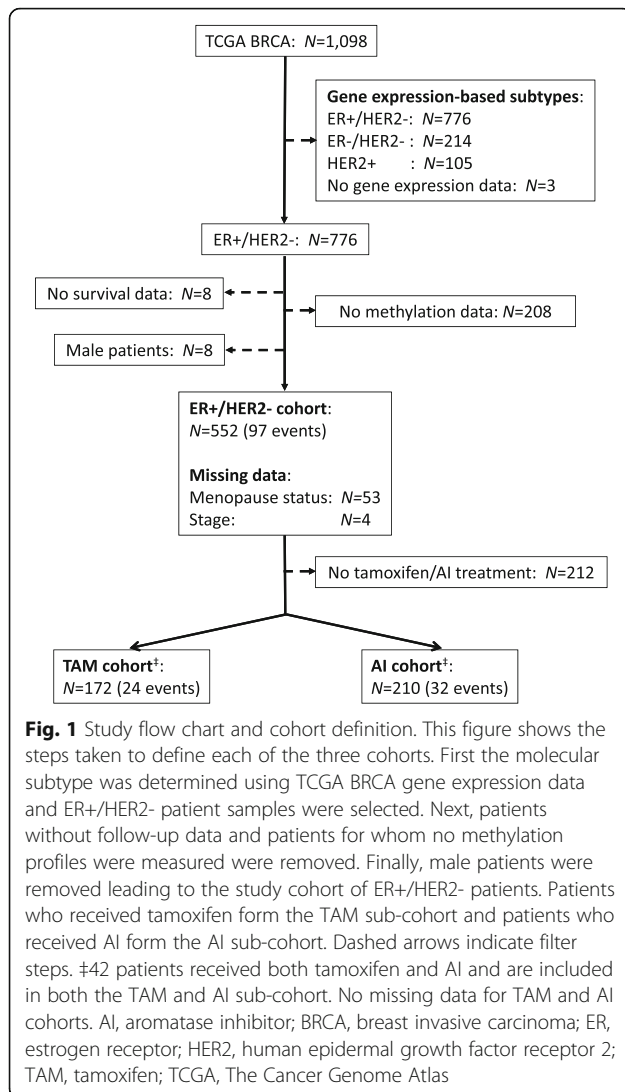 TCGA BRCA: N=1,098
Gene expression-based subtypes:
ER+/HER2-: N=776
ER-/HER2- : N=214
HER2+ : N=105
No gene expression data: N=3
ER+/HER2-: N=776
No survival data: N=8
No methylation data: N=208
Male patients: N=8
ER+/HER2- cohort:
N=552 (97 events)
Missing data:
Menopause status: N=53
Stage: N=4
No tamoxifen/AI treatment: N=212
TAM cohort‡:
N=172 (24 events)
AI cohort‡:
N=210 (32 events)
Fig. 1 Study flow chart and cohort definition. This figure shows the
steps taken to define each of the three cohorts. First the molecular
subtype was determined using TCGA BRCA gene expression data
and ER+/HER2- patient samples were selected. Next, patients
without follow-up data and patients for whom no methylation
profiles were measured were removed. Finally, male patients were
removed leading to the study cohort of ER+/HER2- patients. Patients
who received tamoxifen form the TAM sub-cohort and patients who
received AI form the AI sub-cohort. Dashed arrows indicate filter
steps. ‡42 patients received both tamoxifen and AI and are included
in both the TAM and AI sub-cohort. No missing data for TAM and AI
cohorts. AI, aromatase inhibitor; BRCA, breast invasive carcinoma; ER,
estrogen receptor; HER2, human epidermal growth factor receptor 2;
TAM, tamoxifen; TCGA, The Cancer Genome Atlas